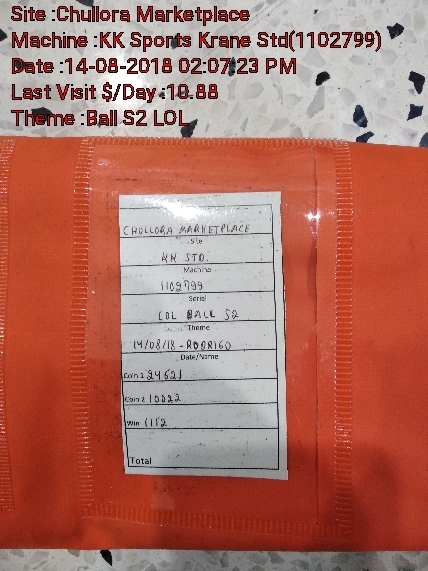 Site :Chullora Marketplace
Machine :KK Sports Krane Std(1102799)
Date :14-08-2018 02:07:23 PM
Last Visit $/Day :10.88
Theme :Ball S2 LOL
CHULLORA MARKETPLACE
Site
KK STD.
Machine
1102799
Serial
LOL BALL S2
Theme
14/08/18 - RODRIGO
Date/Name
Coin 1 24621
Coin 2 10022
Win 1112
Total